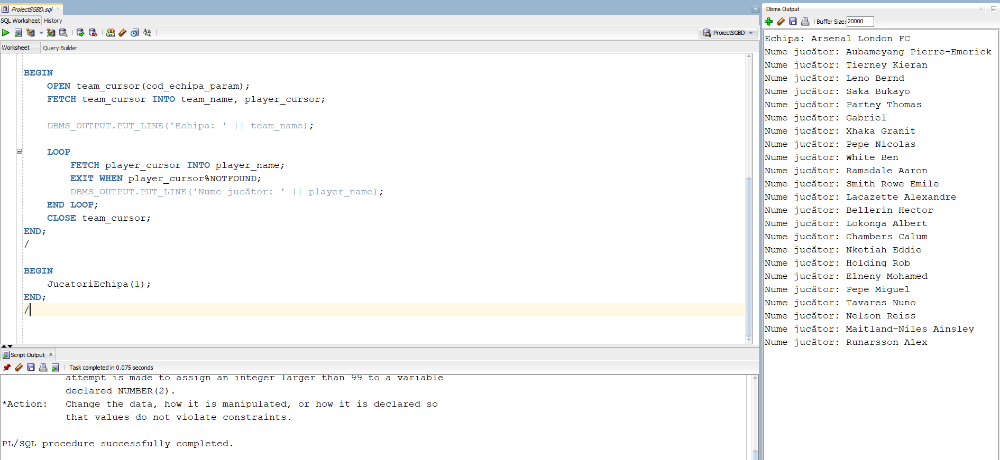 ProiectSGBD.sql
SQL Worksheet History
ProiectSGBD
Worksheet Query Builder
BEGIN
OPEN team_cursor(cod_echipa_param);
FETCH team_cursor INTO team_name, player_cursor;
DBMS_OUTPUT.PUT_LINE('Echipa: ' || team_name);
LOOP
FETCH player_cursor INTO player_name;
EXIT WHEN player_cursor%NOTFOUND;
DBMS_OUTPUT.PUT_LINE('Nume jucător: ' || player_name);
END LOOP;
CLOSE team_cursor;
END;
/
BEGIN
JucatoriEchipa(1);
END;
/
Script Output
Task completed in 0.075 seconds
attempt is made to assign an integer larger than 99 to a variable
declared NUMBER(2).
*Action: Change the data, how it is manipulated, or how it is declared so
that values do not violate constraints.
PL/SQL procedure successfully completed.
Dbms Output
Buffer Size: 20000
Echipa: Arsenal London FC
Nume jucător: Aubameyang Pierre-Emerick
Nume jucător: Tierney Kieran
Nume jucător: Leno Bernd
Nume jucător: Saka Bukayo
Nume jucător: Partey Thomas
Nume jucător: Gabriel
Nume jucător: Xhaka Granit
Nume jucător: Pepe Nicolas
Nume jucător: White Ben
Nume jucător: Ramsdale Aaron
Nume jucător: Smith Rowe Emile
Nume jucător: Lacazette Alexandre
Nume jucător: Bellerin Hector
Nume jucător: Lokonga Albert
Nume jucător: Chambers Calum
Nume jucător: Nketiah Eddie
Nume jucător: Holding Rob
Nume jucător: Elneny Mohamed
Nume jucător: Pepe Miguel
Nume jucător: Tavares Nuno
Nume jucător: Nelson Reiss
Nume jucător: Maitland-Niles Ainsley
Nume jucător: Runarsson Alex